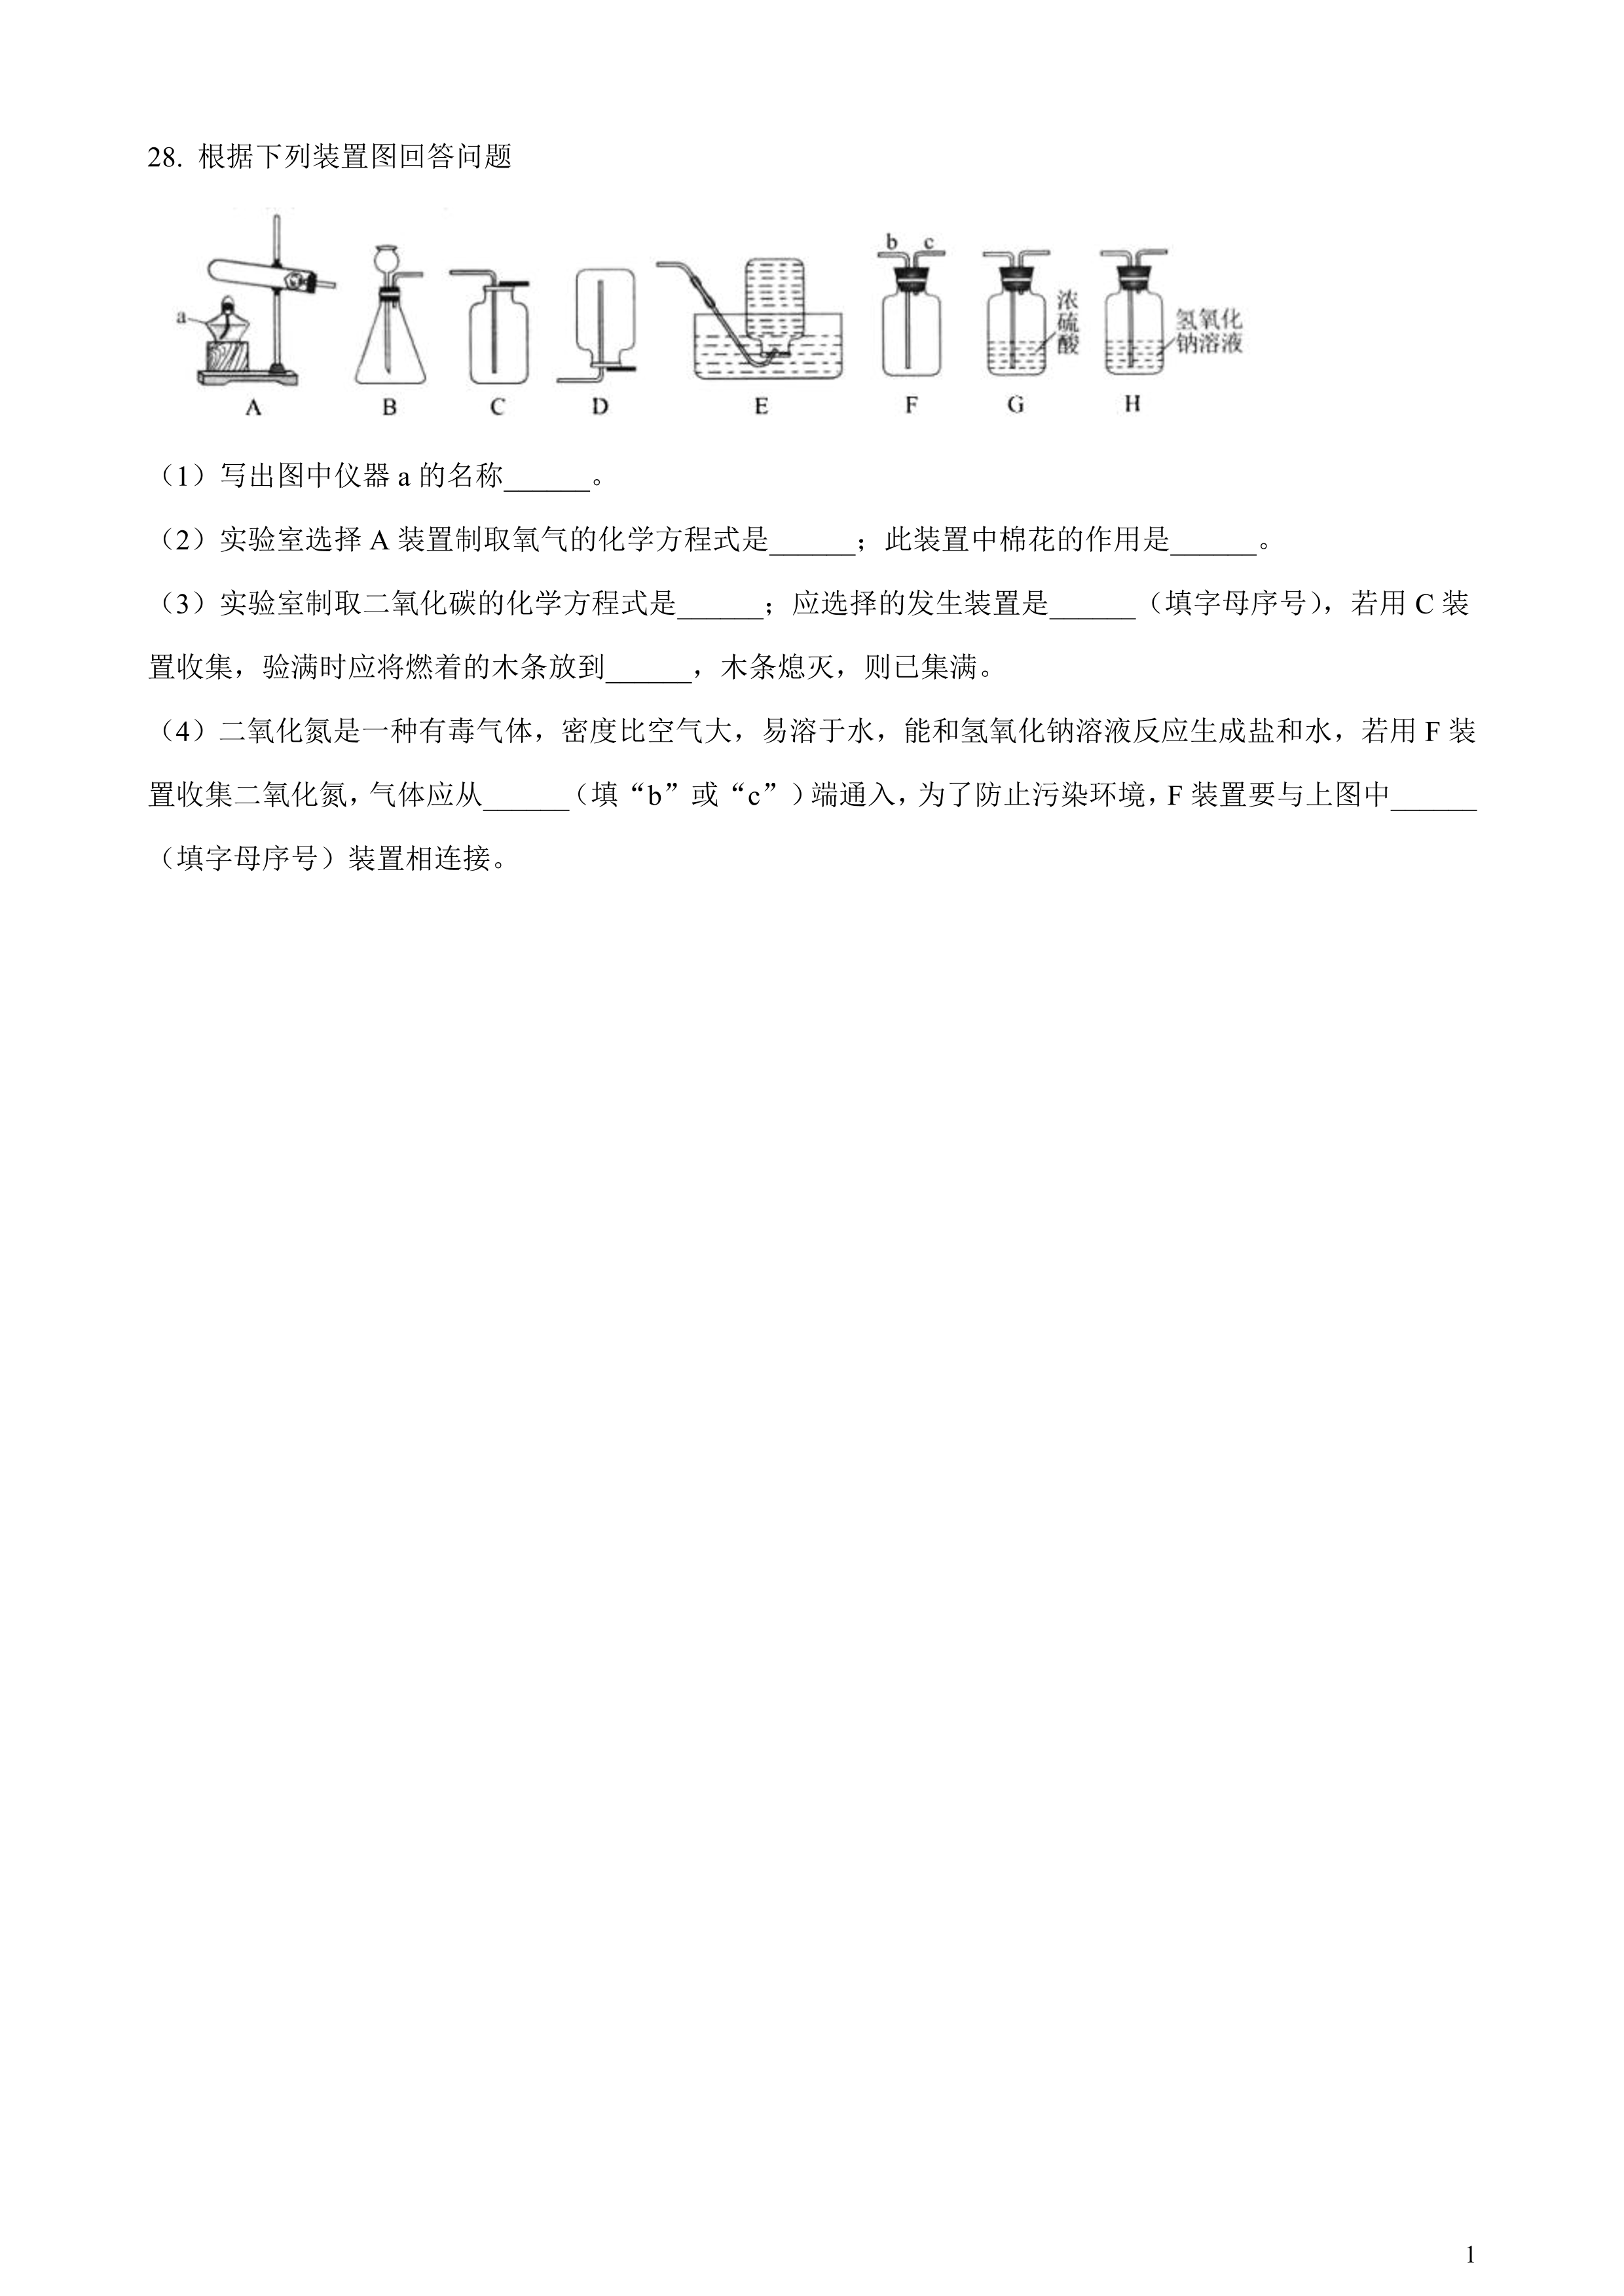 28. 根据下列装置图回答问题
b c
a
浓硫酸
氢氧化钠溶液
A B C D E F G H
（1）写出图中仪器 a 的名称______。
（2）实验室选择 A 装置制取氧气的化学方程式是______；此装置中棉花的作用是______。
（3）实验室制取二氧化碳的化学方程式是______；应选择的发生装置是______（填字母序号），若用 C 装
置收集，验满时应将燃着的木条放到______，木条熄灭，则已集满。
（4）二氧化氮是一种有毒气体，密度比空气大，易溶于水，能和氢氧化钠溶液反应生成盐和水，若用 F 装
置收集二氧化氮，气体应从______（填“b”或“c”）端通入，为了防止污染环境，F 装置要与上图中______
（填字母序号）装置相连接。
1